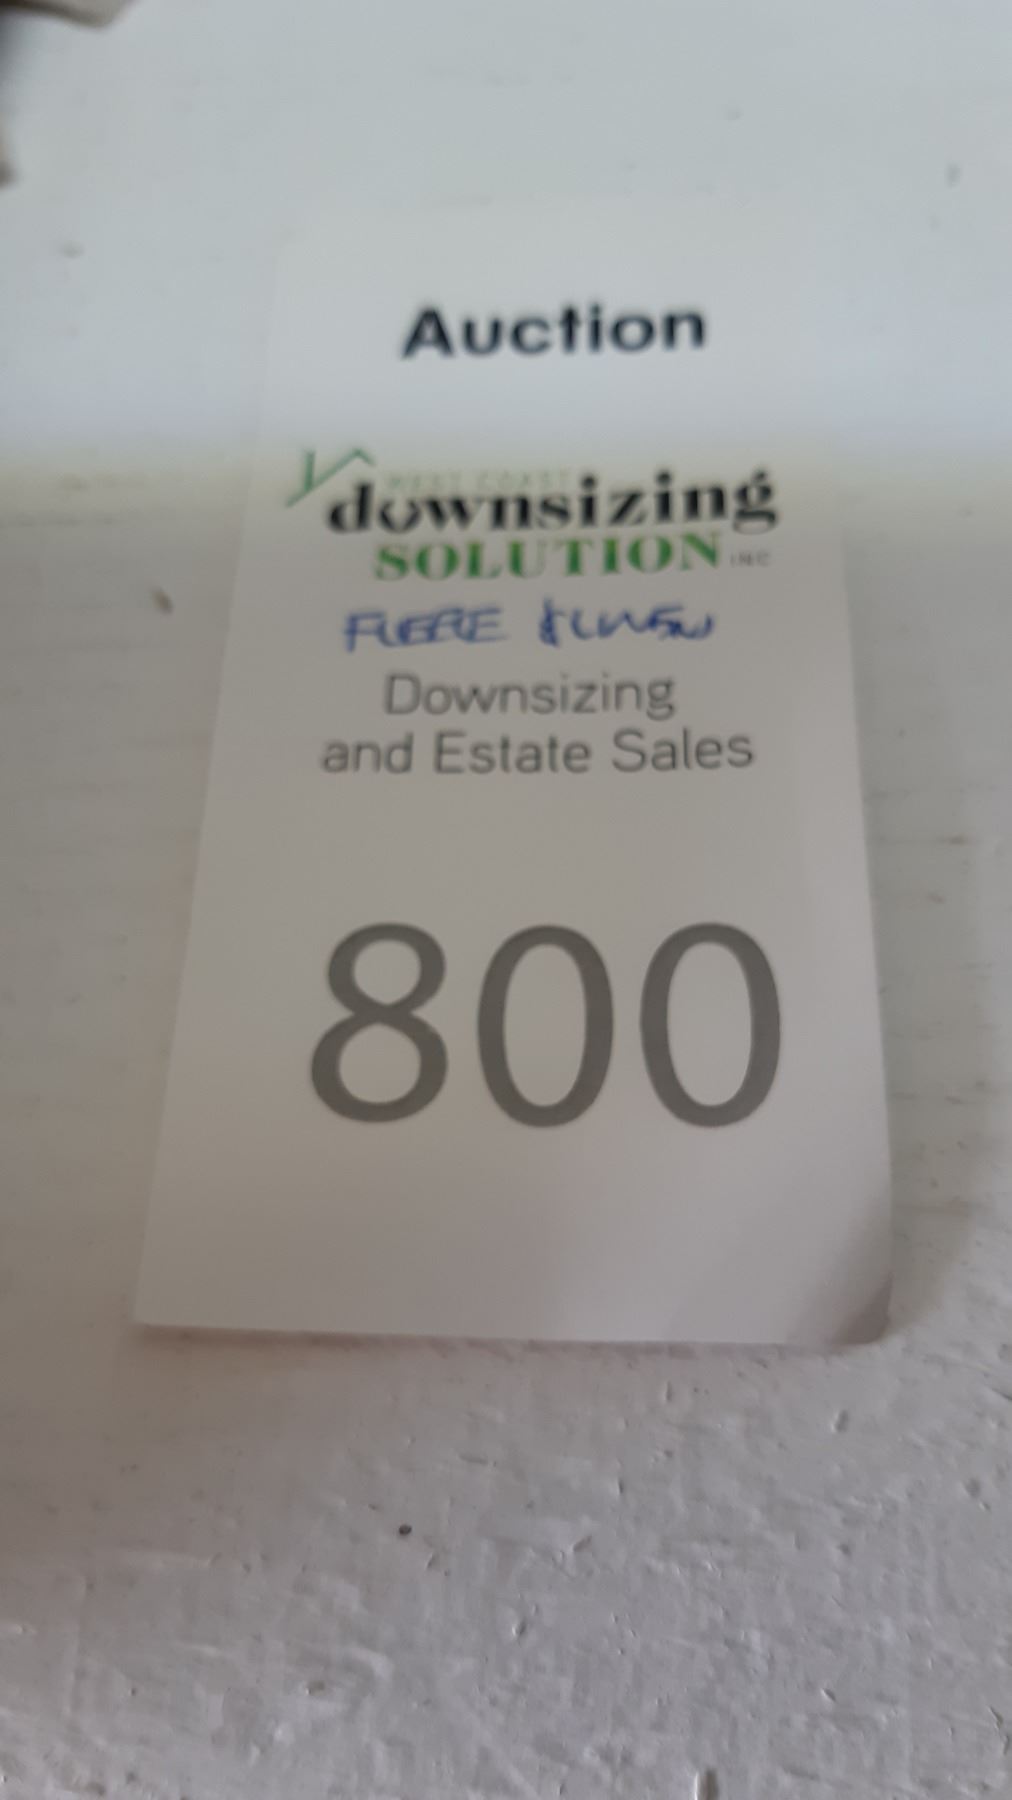 Auction
WEST COAST
downsizing
SOLUTION INC
Downsizing
and Estate Sales
800